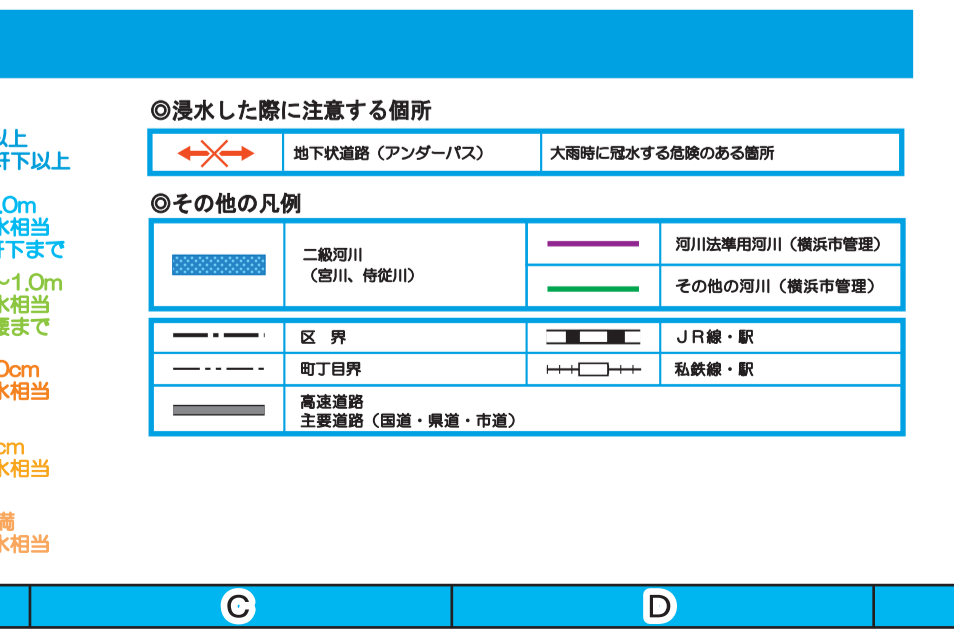 ◎浸水した際に注意する個所
地下状道路（アンダーパス） 大雨時に冠水する危険のある箇所
◎その他の凡例
二級河川
（宮川、侍従川）
河川法準用河川（横浜市管理）
その他の河川（横浜市管理）
区　界 ＪＲ線・駅
町丁目界 私鉄線・駅
高速道路
主要道路（国道・県道・市道）
以上
軒下以上
.0m
水相当
軒下まで
～1.0m
水相当
腰まで
0cm
水相当
cm
水相当
満
水相当
C D